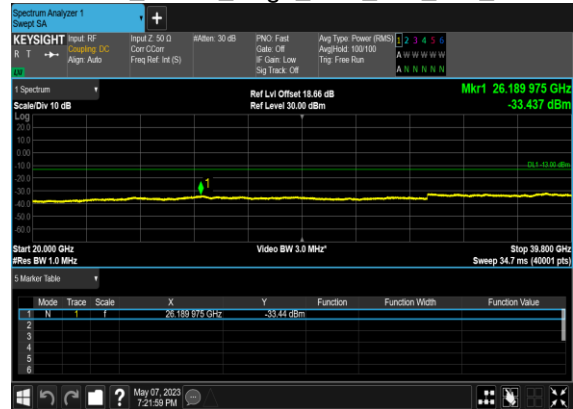 Spectrum Analyzer 1
Swept SA
+
KEYSIGHT Input: RF Input Z: 50 Ω #Atten: 30 dB PNO: Fast Avg Type: Power (RMS) 1 2 3 4 5 6
R T Coupling: DC Corr CCorr Gate: Off Avg|Hold: 100/100 A W W W W W
Align: Auto Freq Ref: Int (S) IF Gain: Low Trig: Free Run
LW Sig Track: Off A N N N N N
1 Spectrum Ref Lvl Offset 18.66 dB Mkr1 26.189 975 GHz
Scale/Div 10 dB Ref Level 30.00 dBm -33.437 dBm
Log
20.0
10.0
0.00
-10.0 DL1 -13.00 dBm
-20.0
1
-30.0
-40.0
-50.0
-60.0
Start 20.000 GHz Video BW 3.0 MHz* Stop 39.800 GHz
#Res BW 1.0 MHz Sweep 34.7 ms (40001 pts)
5 Marker Table
Mode Trace Scale X Y Function Function Width Function Value
1 N 1 f 26.189 975 GHz -33.44 dBm
2
3
4
5
6
? May 07, 2023
7:21:59 PM